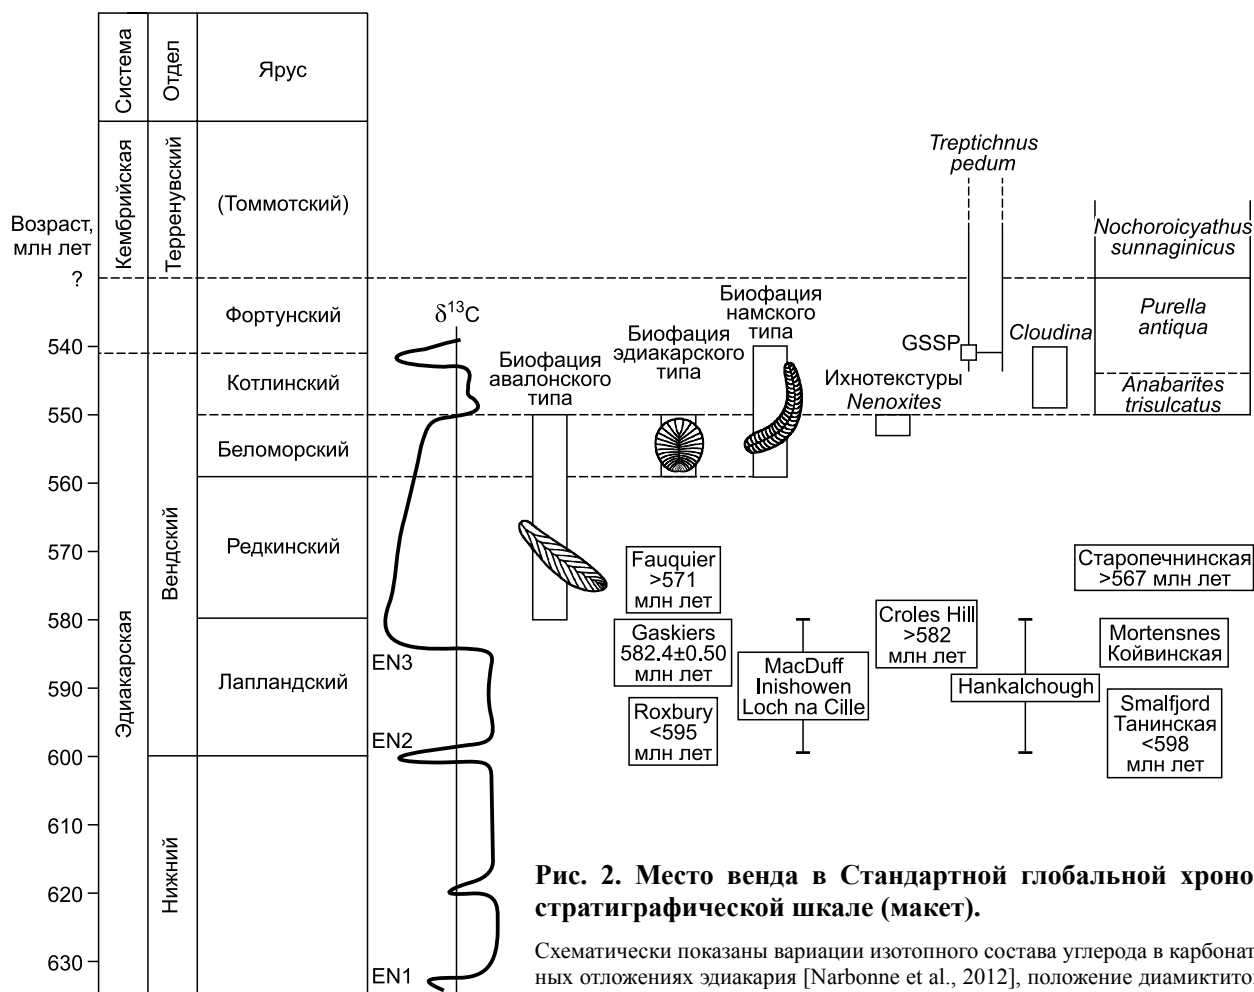 Система
Отдел
Ярус
Возраст,
млн лет
?
540
550
560
570
580
590
600
610
620
630
Кембрийская
Эдиакарская
Терренувский
Вендский
Нижний
(Томмотский)
Фортунский
Котлинский
Беломорский
Редкинский
Лапландский
δ13C
EN3
EN2
EN1
Биофация
авалонского
типа
Биофация
эдиакарского
типа
Биофация
намского
типа
Ихнотекстуры
Nenoxites
Treptichnus
pedum
GSSP
Cloudina
Nochoroicyathus
sunnaginicus
Purella
antiqua
Anabarites
trisulcatus
Fauquier
>571
млн лет
Gaskiers
582.4±0.50
млн лет
Roxbury
<595
млн лет
MacDuff
Inishowen
Loch na Cille
Croles Hill
>582
млн лет
Hankalchough
Старопечнинская
>567 млн лет
Mortensnes
Койвинская
Smalfjord
Танинская
<598
млн лет
Рис. 2. Место венда в Стандартной глобальной хроно-
стратиграфической шкале (макет).
Схематически показаны вариации изотопного состава углерода в карбонат-
ных отложениях эдиакария [Narbonne et al., 2012], положение диамиктитов